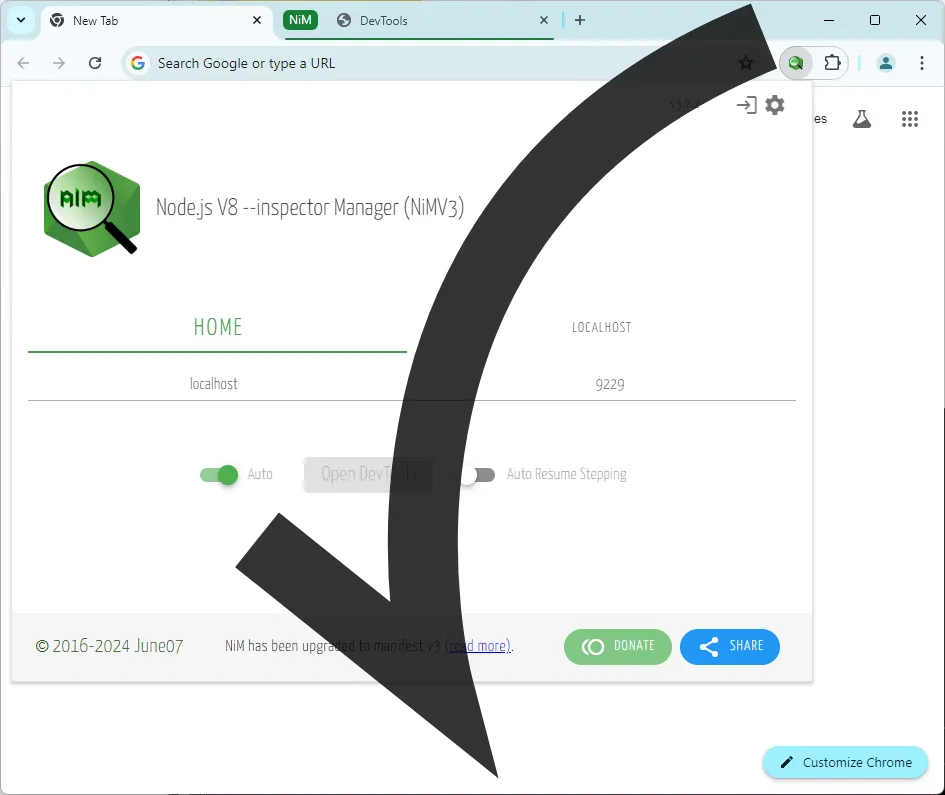 New Tab
NiM
DevTools
Search Google or type a URL
es
NiM
Node.js V8 --inspector Manager (NiMV3)
HOME
LOCALHOST
localhost
9229
Auto
Open DevTools
Auto Resume Stepping
© 2016-2024 June07
NiM has been upgraded to manifest v3 (read more).
DONATE
SHARE
Customize Chrome